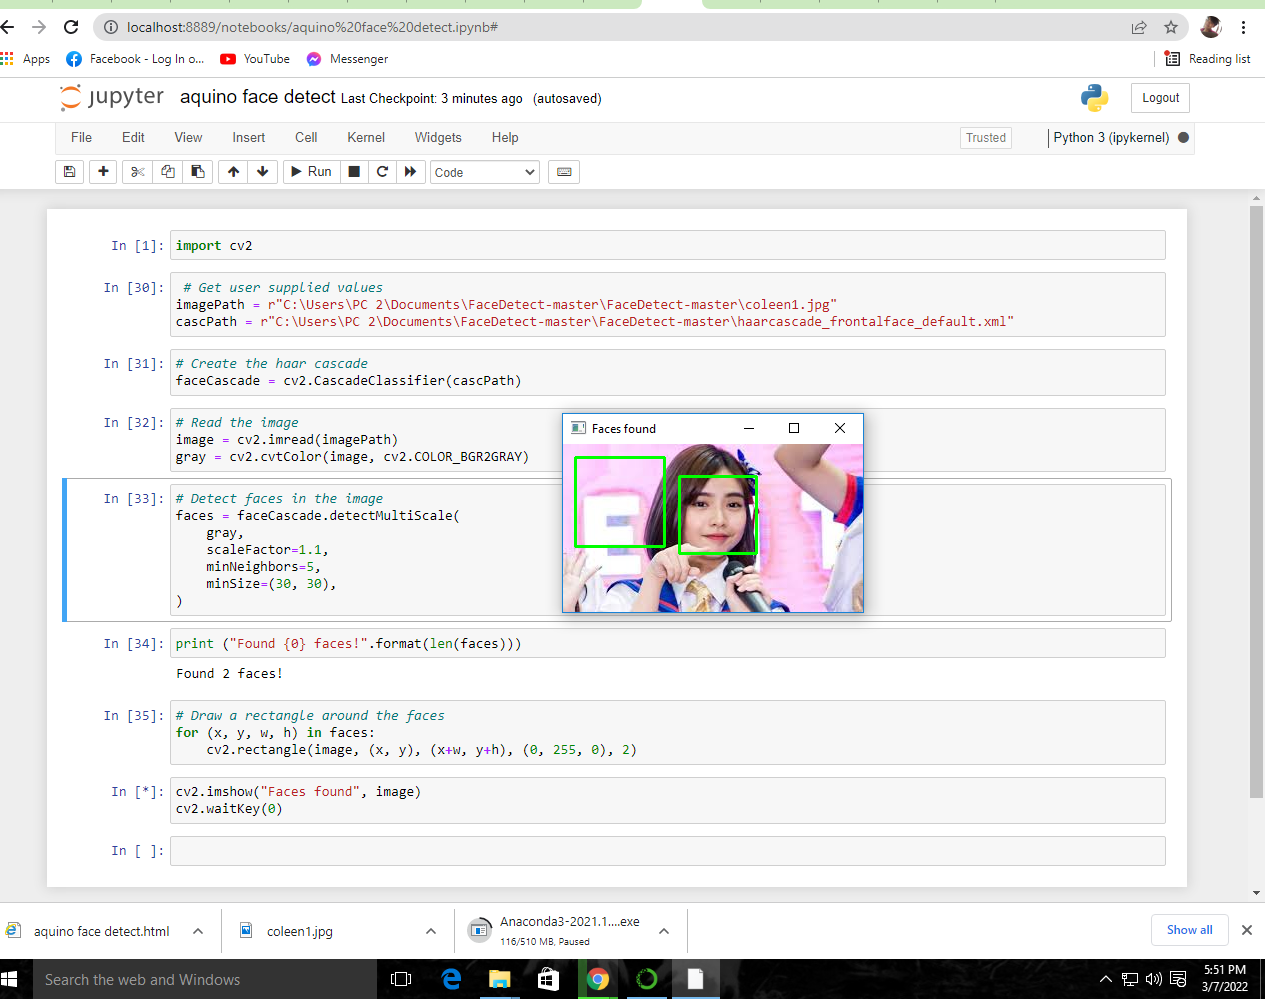 localhost:8889/notebooks/aquino%20face%20detect.ipynb#
Apps Facebook - Log In o... YouTube Messenger Reading list
jupyter aquino face detect Last Checkpoint: 3 minutes ago (autosaved) Logout
File Edit View Insert Cell Kernel Widgets Help Trusted Python 3 (ipykernel)
Run Code
In [1]: import cv2
In [30]: # Get user supplied values
imagePath = r"C:\Users\PC 2\Documents\FaceDetect-master\FaceDetect-master\coleen1.jpg"
cascPath = r"C:\Users\PC 2\Documents\FaceDetect-master\FaceDetect-master\haarcascade_frontalface_default.xml"
In [31]: # Create the haar cascade
faceCascade = cv2.CascadeClassifier(cascPath)
In [32]: # Read the image
image = cv2.imread(imagePath)
gray = cv2.cvtColor(image, cv2.COLOR_BGR2GRAY)
Faces found
E
In [33]: # Detect faces in the image
faces = faceCascade.detectMultiScale(
gray,
scaleFactor=1.1,
minNeighbors=5,
minSize=(30, 30),
)
In [34]: print ("Found {0} faces!".format(len(faces)))
Found 2 faces!
In [35]: # Draw a rectangle around the faces
for (x, y, w, h) in faces:
cv2.rectangle(image, (x, y), (x+w, y+h), (0, 255, 0), 2)
In [*]: cv2.imshow("Faces found", image)
cv2.waitKey(0)
In [ ]:
aquino face detect.html coleen1.jpg Anaconda3-2021.1....exe Show all
116/510 MB, Paused
Search the web and Windows 5:51 PM
3/7/2022